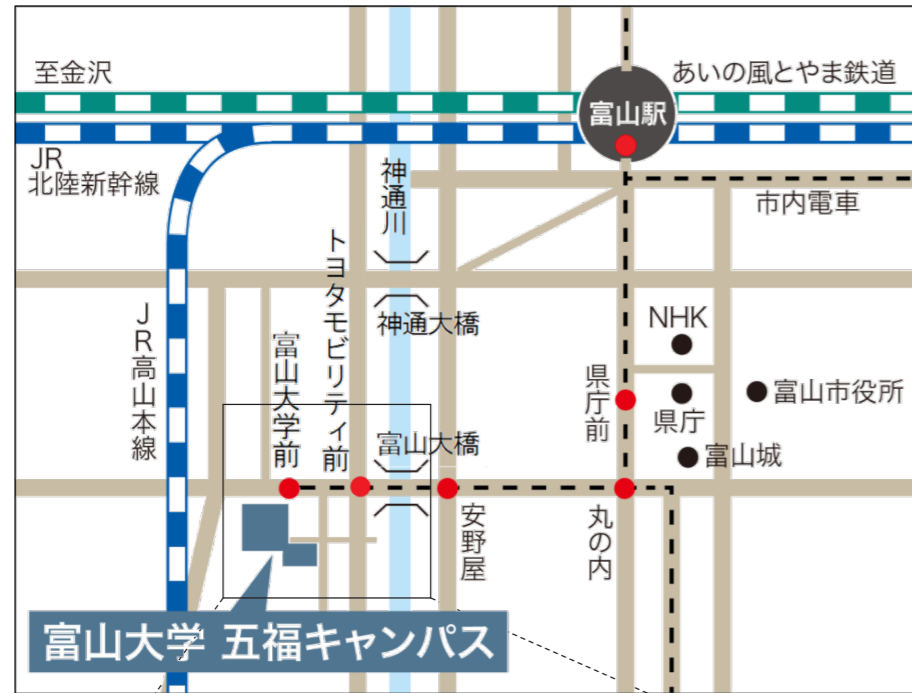 至金沢
あいの風とやま鉄道
富山駅
JR
北陸新幹線
神通川
市内電車
トヨタモビリティ前
神通大橋
NHK
JR高山本線
富山大学前
県庁前
県庁
富山市役所
富山大橋
富山城
安野屋
丸の内
富山大学 五福キャンパス